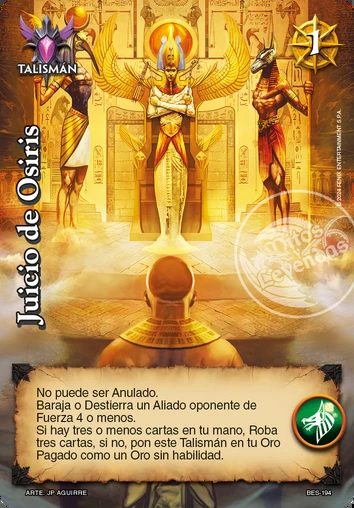 TALISMÁN
1
Juicio de Osiris
© 2024 FENIX ENTERTAINMENT S.P.A.
Mitos
Leyendas
No puede ser Anulado.
Baraja o Destierra un Aliado oponente de
Fuerza 4 o menos.
Si hay tres o menos cartas en tu mano, Roba
tres cartas, si no, pon este Talismán en tu Oro
Pagado como un Oro sin habilidad.
ARTE: JP AGUIRRE
BES-194